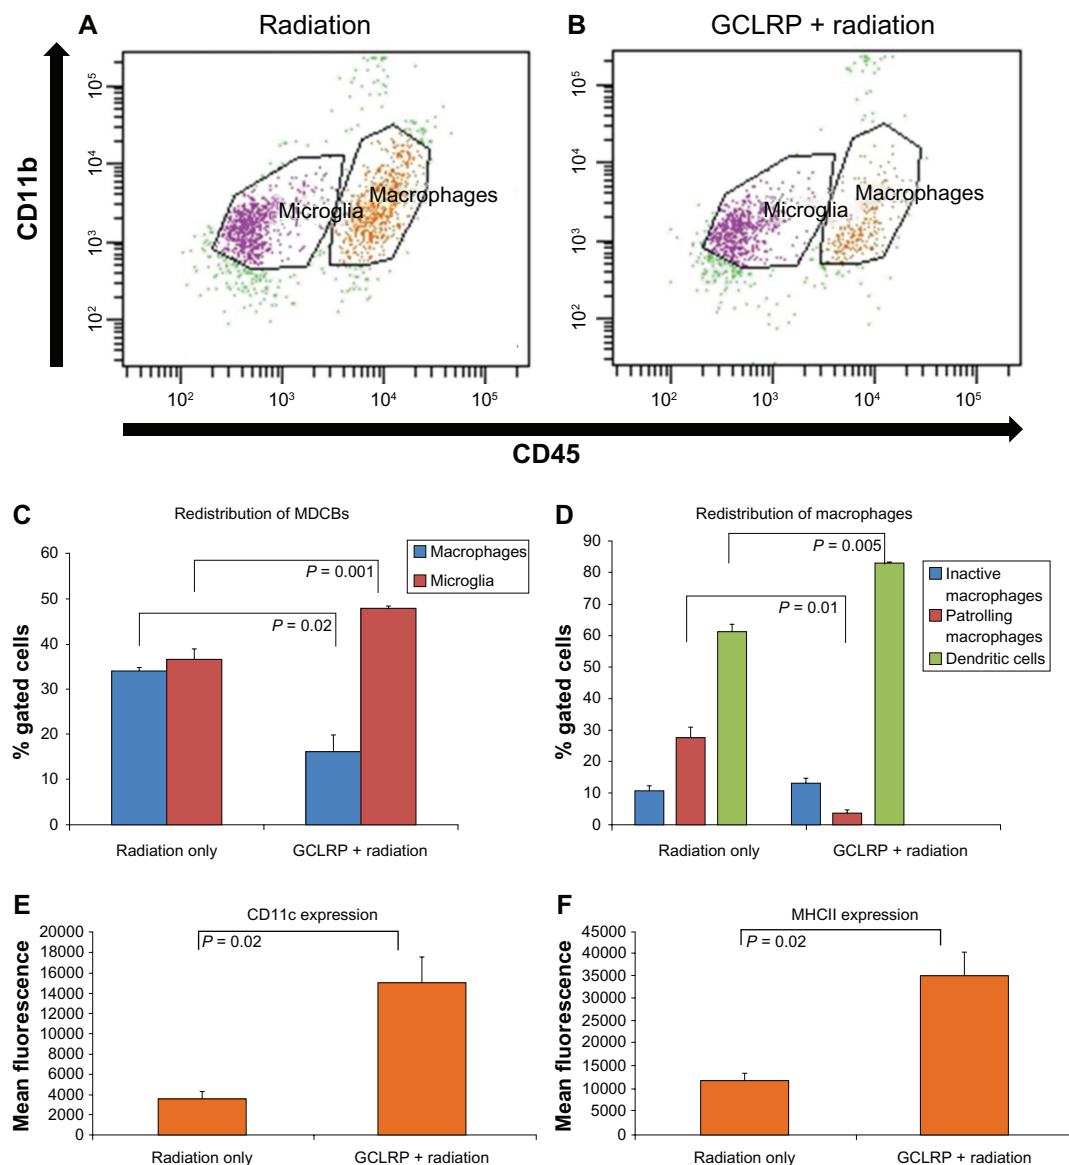 A
Radiation
B
GCLRP + radiation
CD11b
10⁵
10⁴
10³
10²
Microglia
Macrophages
10²
10³
10⁴
10⁵
10⁵
10⁴
10³
10²
Microglia
Macrophages
10²
10³
10⁴
10⁵
CD45
C
Redistribution of MDCBs
% gated cells
60
50
40
30
20
10
0
P = 0.001
P = 0.02
Macrophages
Microglia
Radiation only
GCLRP + radiation
D
Redistribution of macrophages
% gated cells
90
80
70
60
50
40
30
20
10
0
P = 0.005
P = 0.01
Inactive
macrophages
Patrolling
macrophages
Dendritic cells
Radiation only
GCLRP + radiation
E
CD11c expression
Mean fluorescence
20000
18000
16000
14000
12000
10000
8000
6000
4000
2000
0
P = 0.02
Radiation only
GCLRP + radiation
F
MHCII expression
Mean fluorescence
45000
40000
35000
30000
25000
20000
15000
10000
5000
0
P = 0.02
Radiation only
GCLRP + radiation